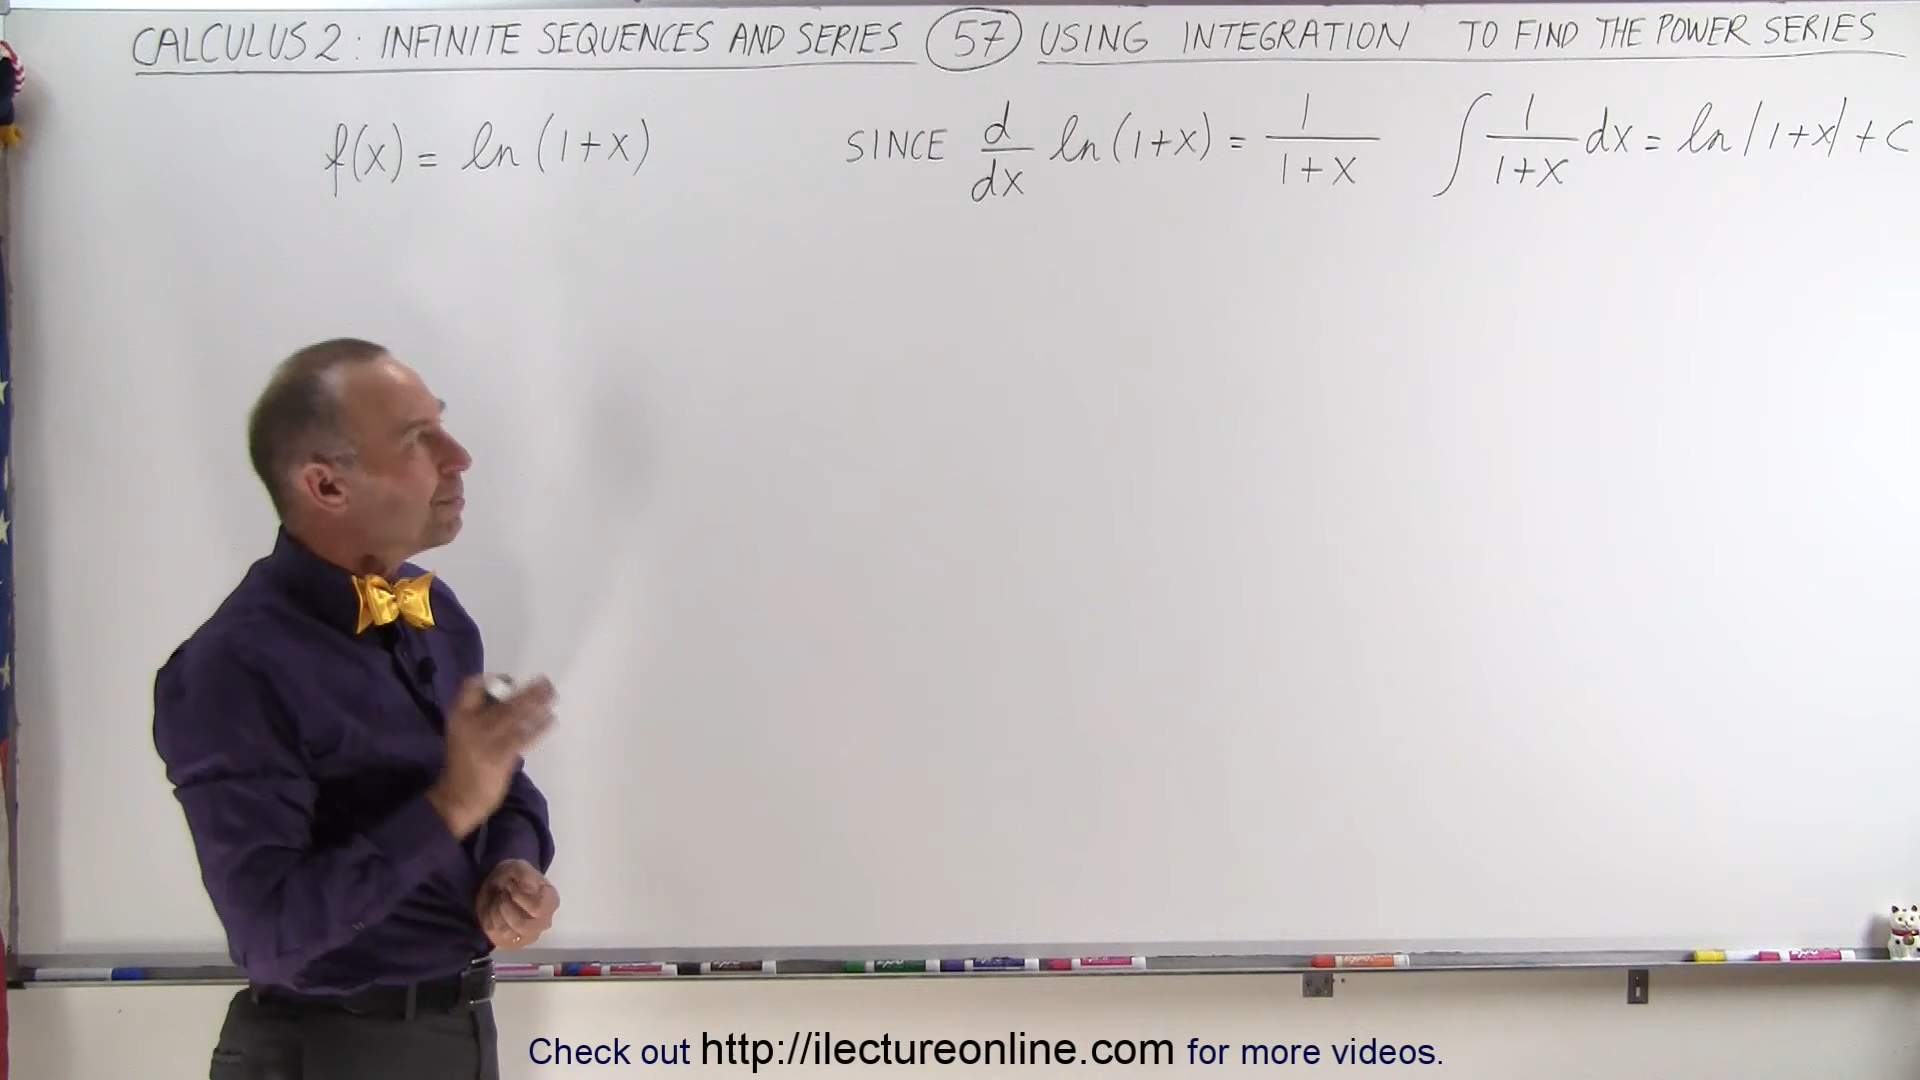 CALCULUS 2: INFINITE SEQUENCES AND SERIES 57 USING INTEGRATION TO FIND THE POWER SERIES
f(x) = ln (1+x) SINCE d/dx ln(1+x) = 1/(1+x) ∫ 1/(1+x) dx = ln |1+x| + C
Check out http://ilectureonline.com for more videos.